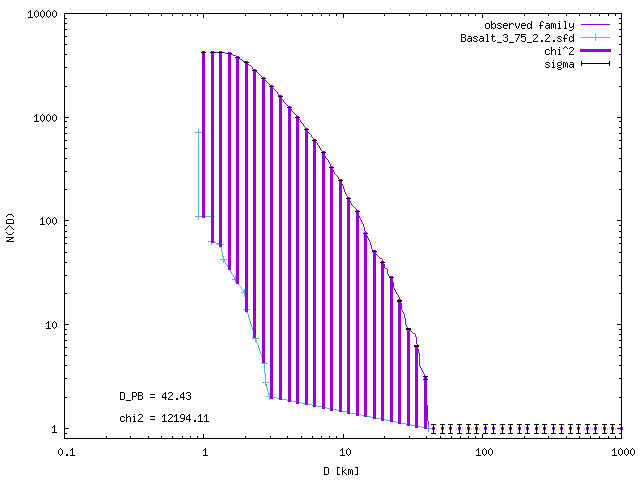 10000
1000
100
10
1
0.1
1
10
100
1000
N(>D)
D [km]
observed family
Basalt_3_75_2.2.sfd
chi^2
sigma
D_PB = 42.43
chi2 = 12194.11